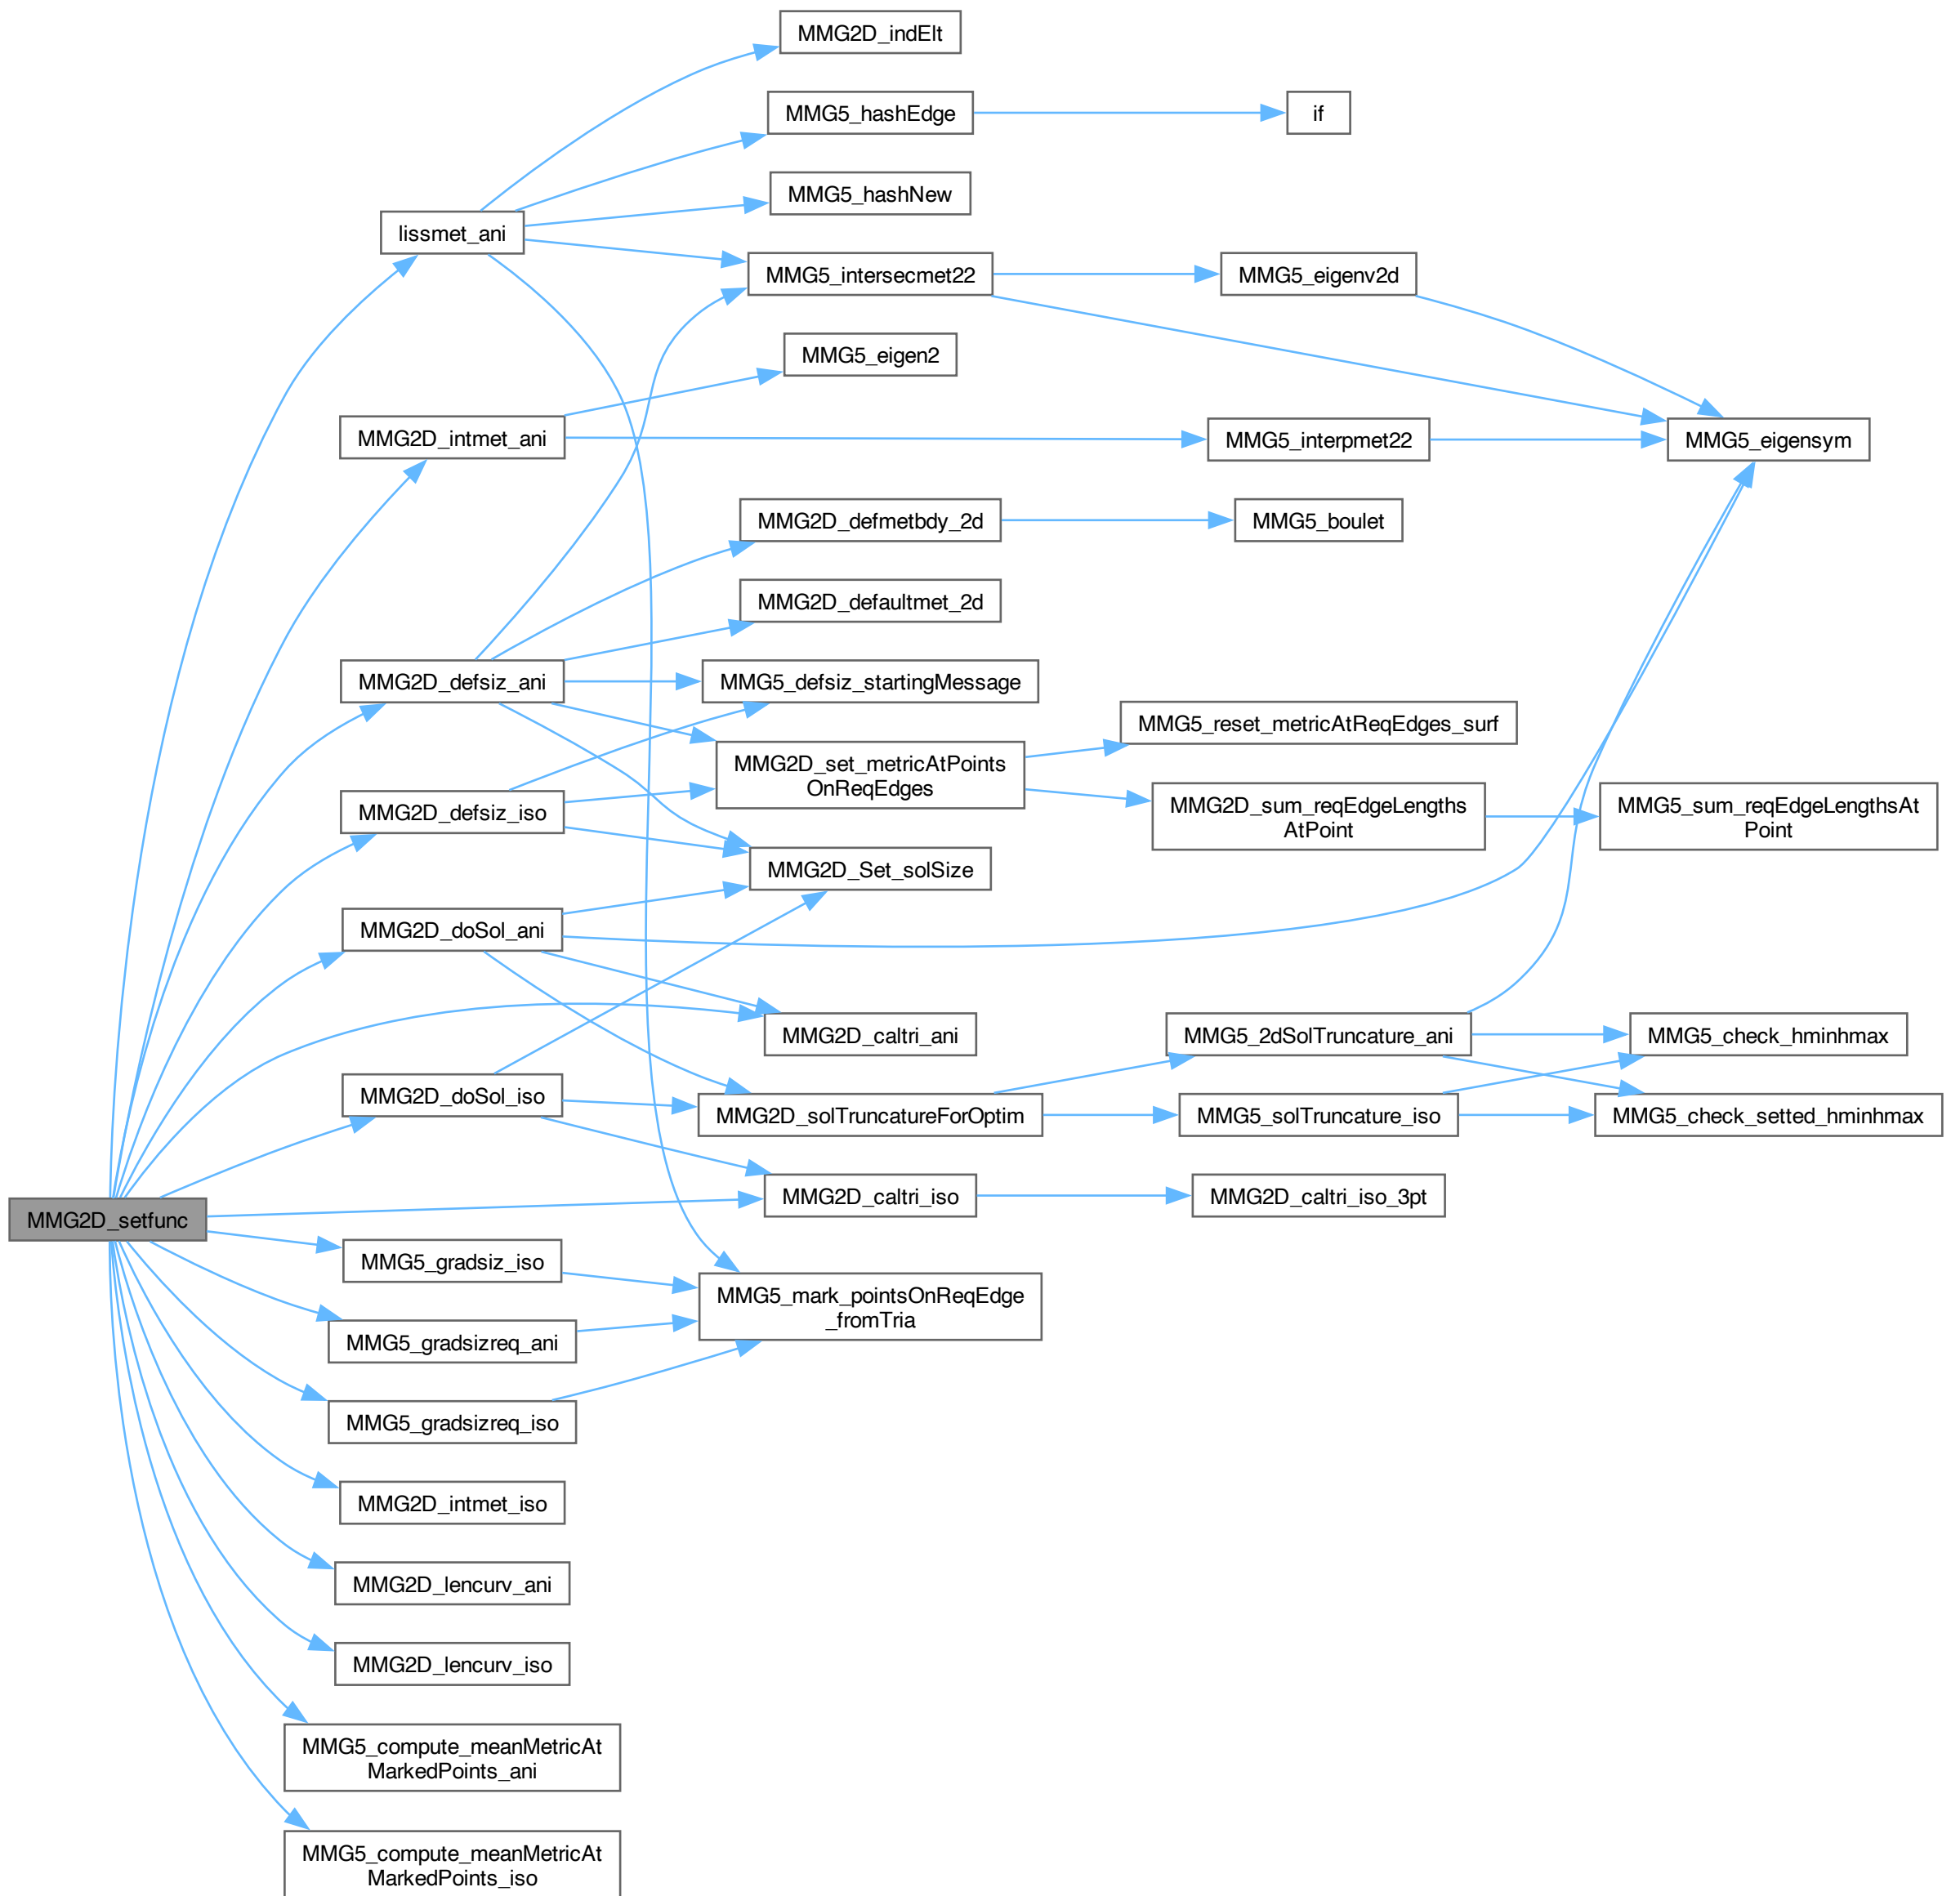 MMG2D_indElt
MMG5_hashEdge
if
MMG5_hashNew
lissmet_ani
MMG5_intersecmet22
MMG5_eigenv2d
MMG5_eigen2
MMG2D_intmet_ani
MMG5_interpmet22
MMG5_eigensym
MMG2D_defmetbdy_2d
MMG5_boulet
MMG2D_defaultmet_2d
MMG2D_defsiz_ani
MMG5_defsiz_startingMessage
MMG5_reset_metricAtReqEdges_surf
MMG2D_set_metricAtPoints
OnReqEdges
MMG2D_defsiz_iso
MMG2D_sum_reqEdgeLengths
AtPoint
MMG5_sum_reqEdgeLengthsAt
Point
MMG2D_Set_solSize
MMG2D_doSol_ani
MMG2D_caltri_ani
MMG5_2dSolTruncature_ani
MMG5_check_hminhmax
MMG2D_doSol_iso
MMG2D_solTruncatureForOptim
MMG5_solTruncature_iso
MMG5_check_setted_hminhmax
MMG2D_caltri_iso
MMG2D_caltri_iso_3pt
MMG2D_setfunc
MMG5_gradsiz_iso
MMG5_mark_pointsOnReqEdge
_fromTria
MMG5_gradsizreq_ani
MMG5_gradsizreq_iso
MMG2D_intmet_iso
MMG2D_lencurv_ani
MMG2D_lencurv_iso
MMG5_compute_meanMetricAt
MarkedPoints_ani
MMG5_compute_meanMetricAt
MarkedPoints_iso